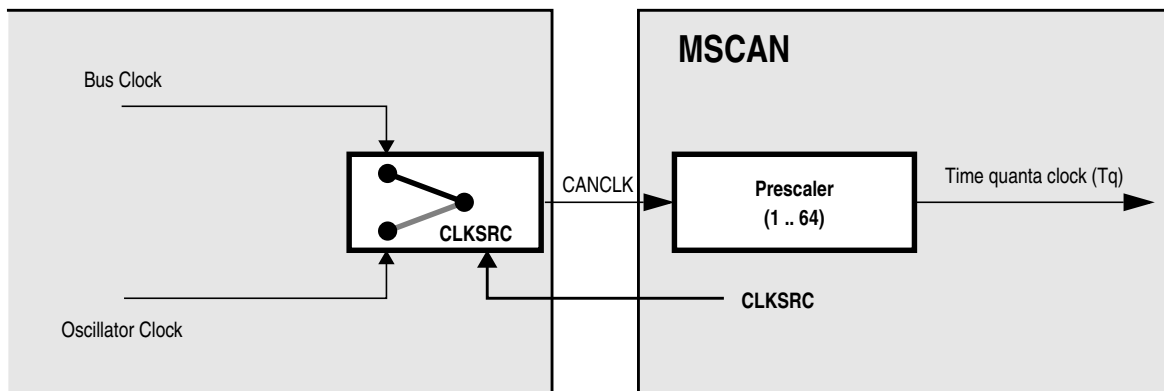 MSCAN
Bus Clock
CANCLK
Time quanta clock (Tq)
Prescaler
(1 .. 64)
CLKSRC
CLKSRC
Oscillator Clock